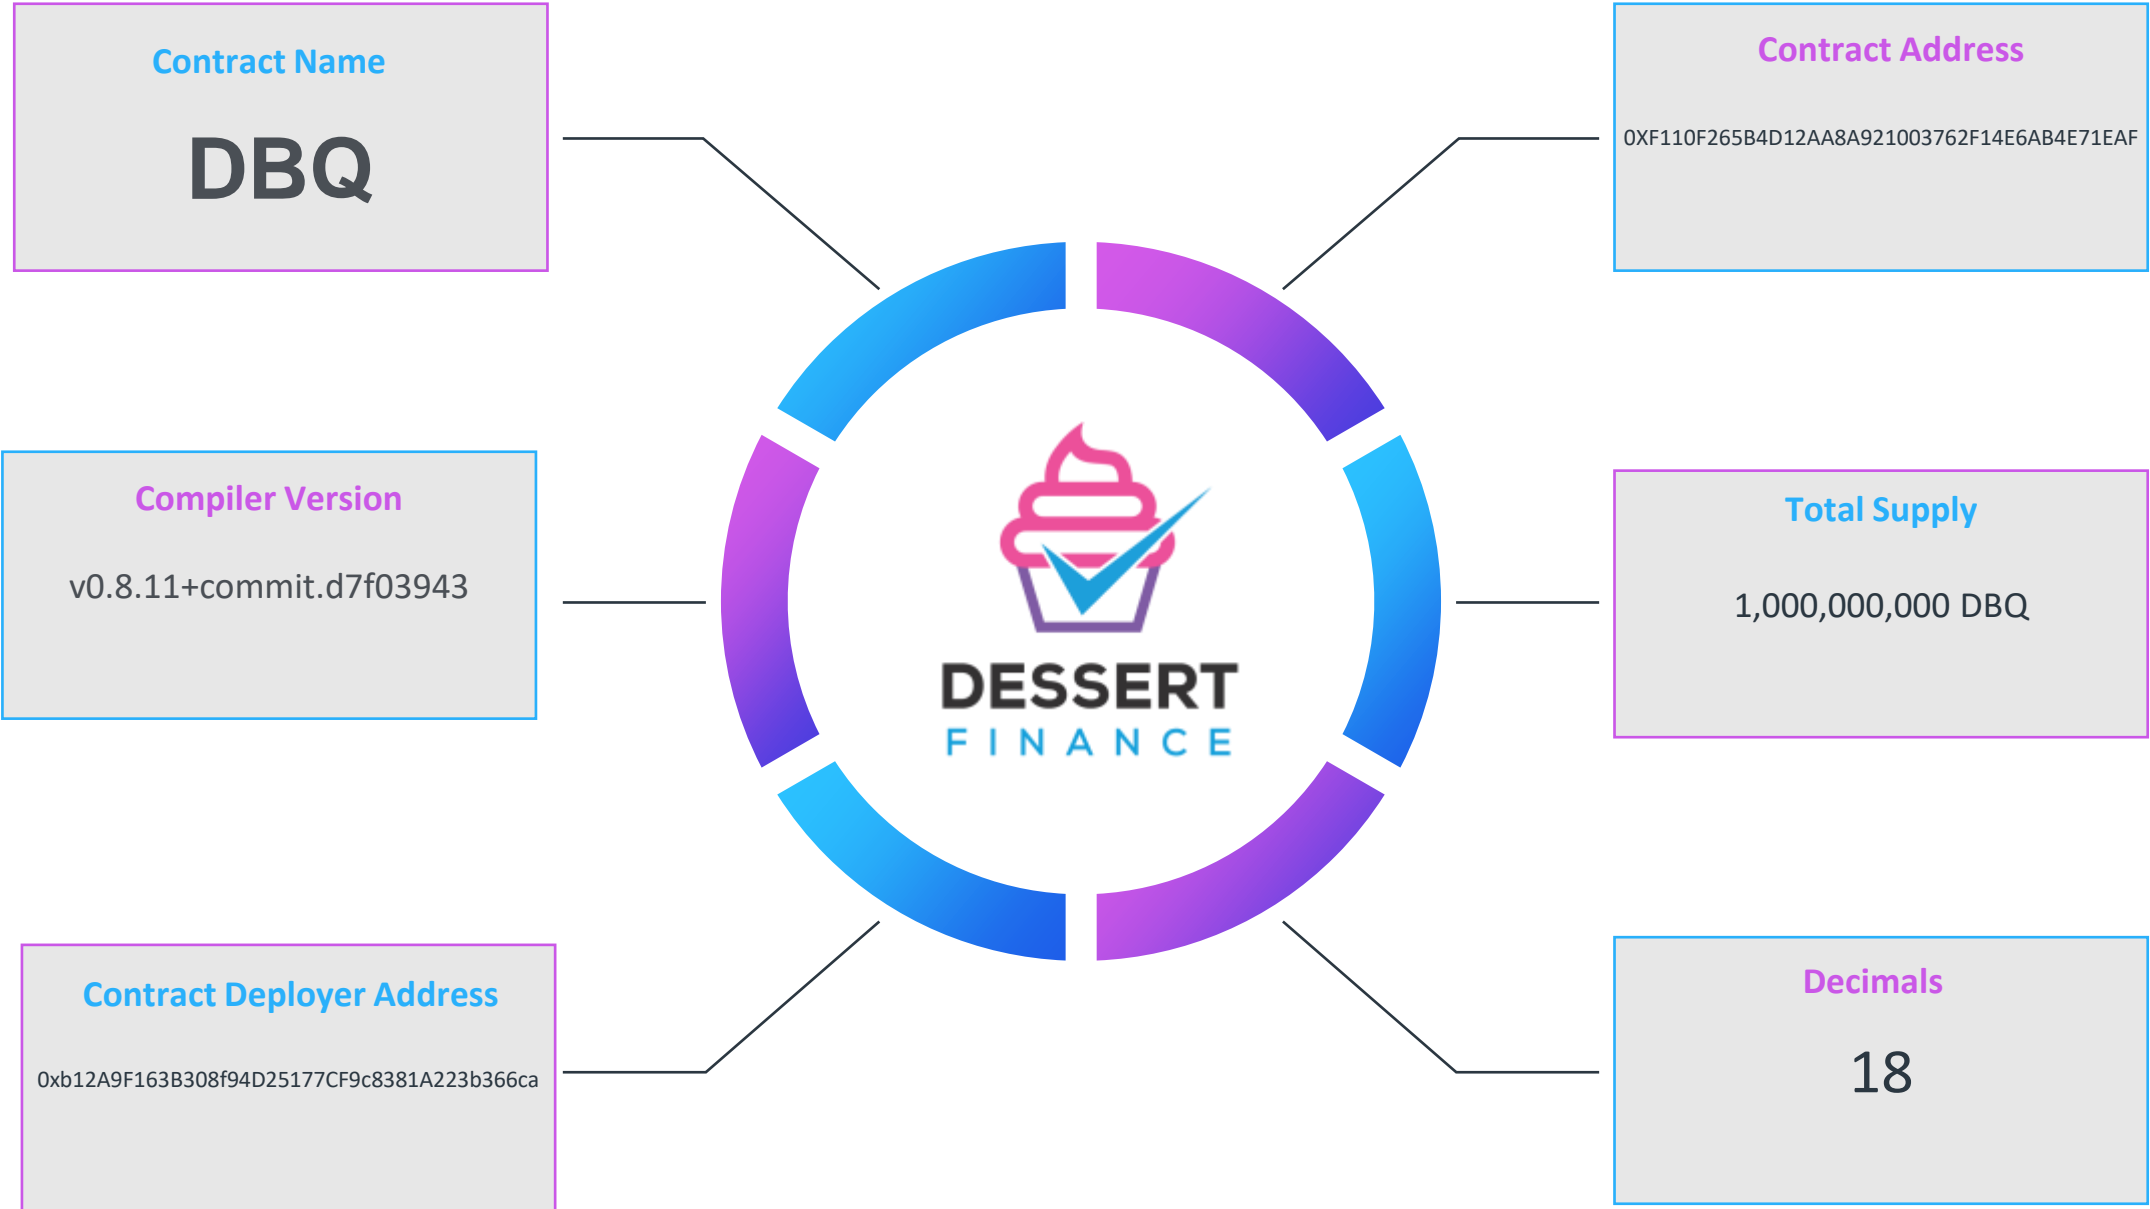 Contract Name
DBQ
Contract Address
0XF110F265B4D12AA8A921003762F14E6AB4E71EAF
Compiler Version
v0.8.11+commit.d7f03943
DESSERT
FINANCE
Total Supply
1,000,000,000 DBQ
Contract Deployer Address
0xb12A9F163B308f94D25177CF9c8381A223b366ca
Decimals
18